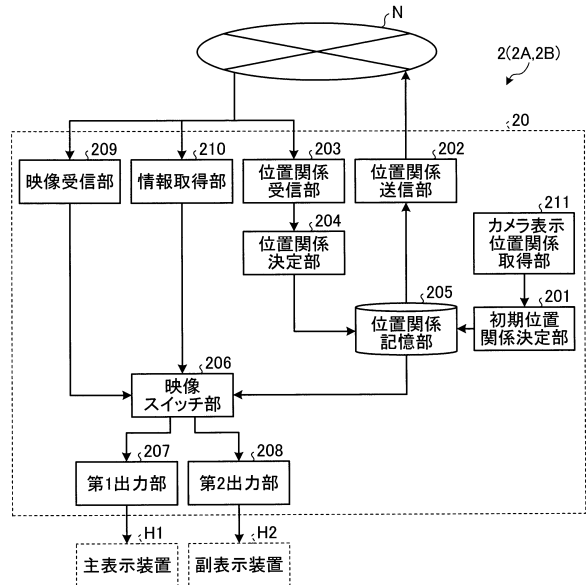 N
2(2A,2B)
20
209
映像受信部
210
情報取得部
203
位置関係
受信部
202
位置関係
送信部
204
位置関係
決定部
211
カメラ表示
位置関係
取得部
205
位置関係
記憶部
201
初期位置
関係決定部
206
映像
スイッチ部
207
第1出力部
208
第2出力部
H1
主表示装置
H2
副表示装置